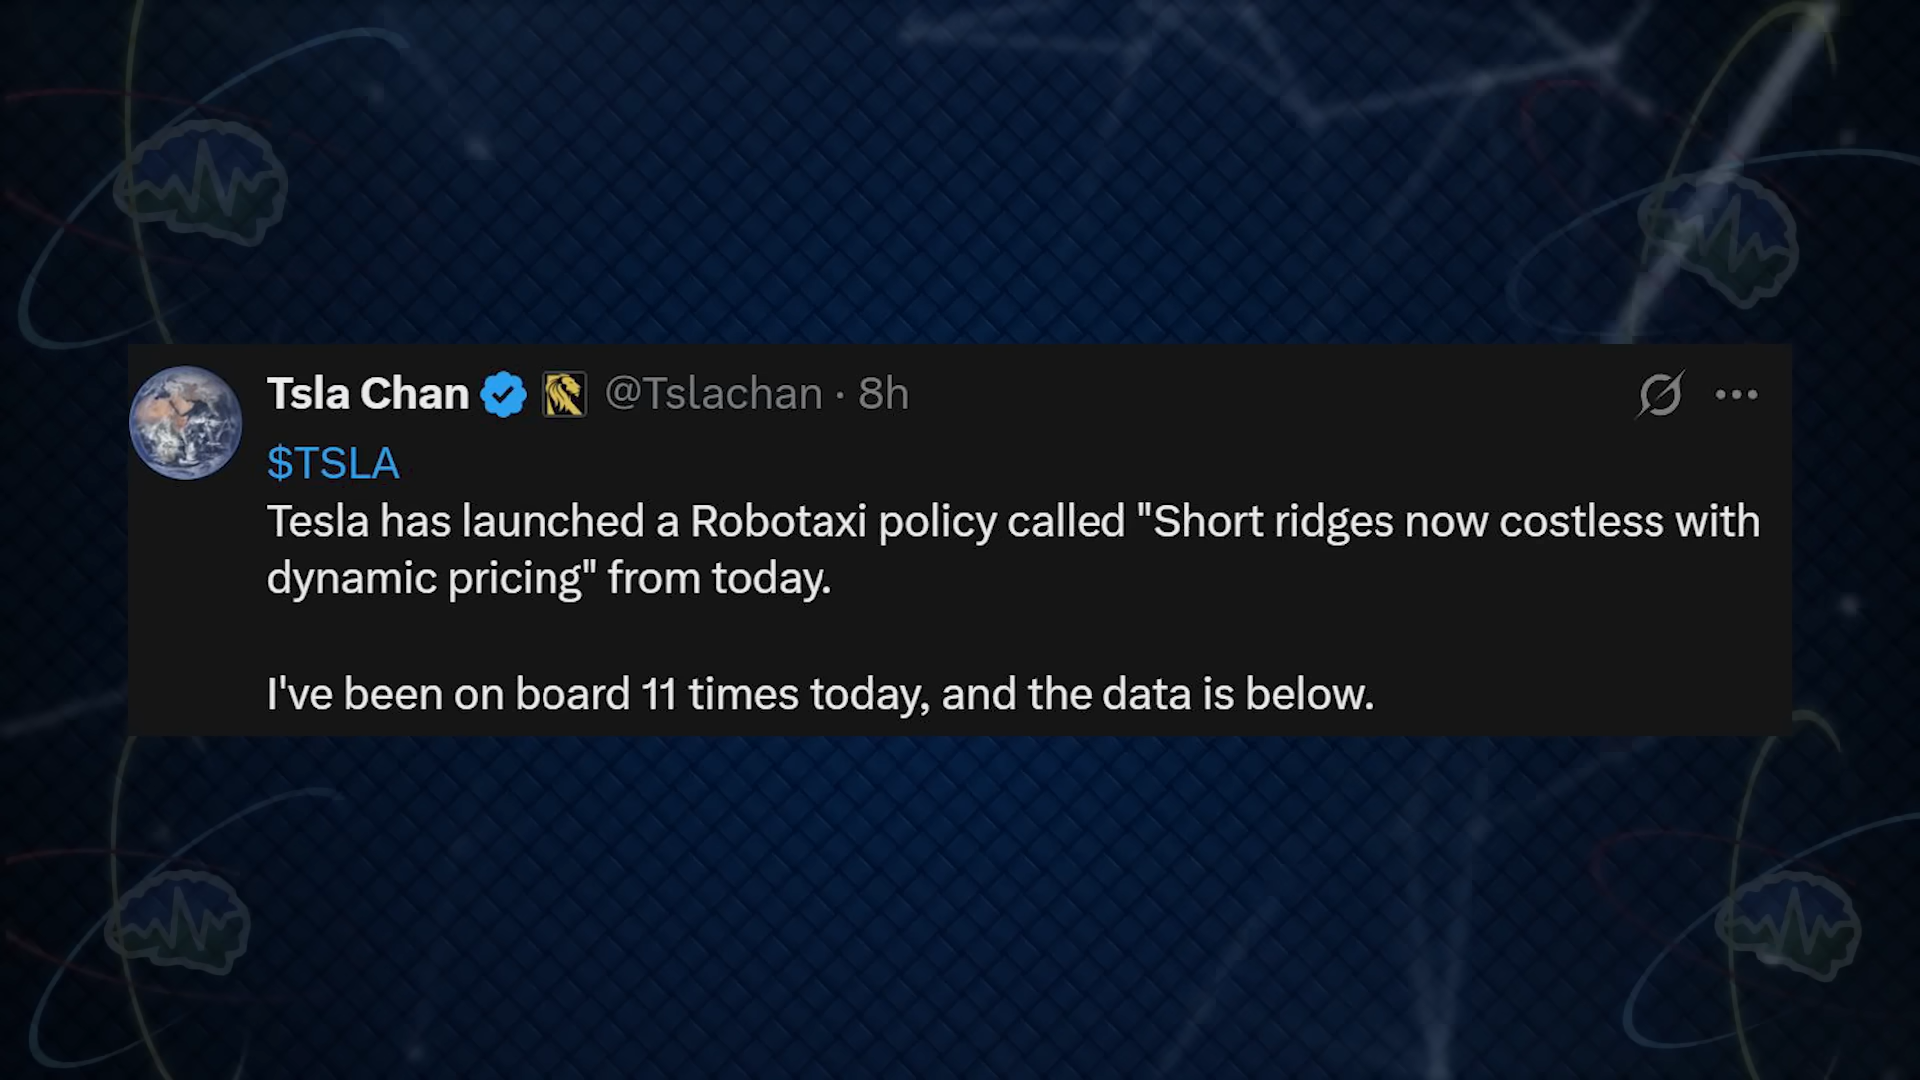 Tsla Chan @Tslachan · 8h
$TSLA
Tesla has launched a Robotaxi policy called "Short ridges now costless with
dynamic pricing" from today.
I've been on board 11 times today, and the data is below.